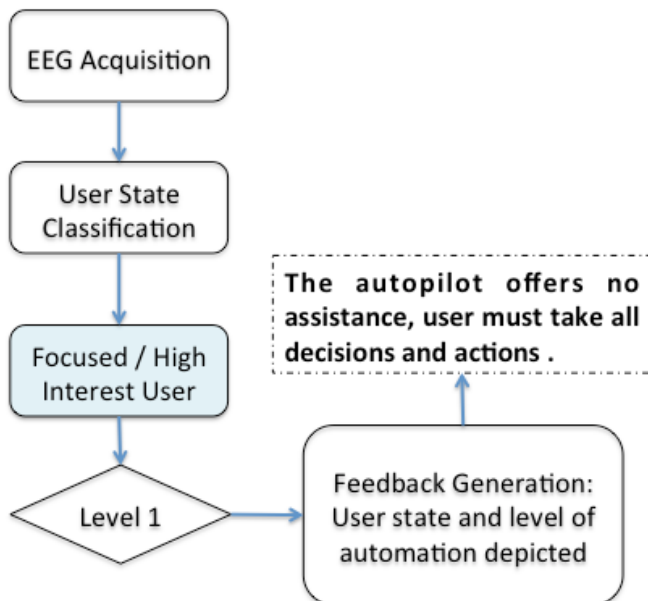 EEG Acquisition
User State
Classification
Focused / High
Interest User
Level 1
Feedback Generation:
User state and level of
automation depicted
The autopilot offers no
assistance, user must take all
decisions and actions .